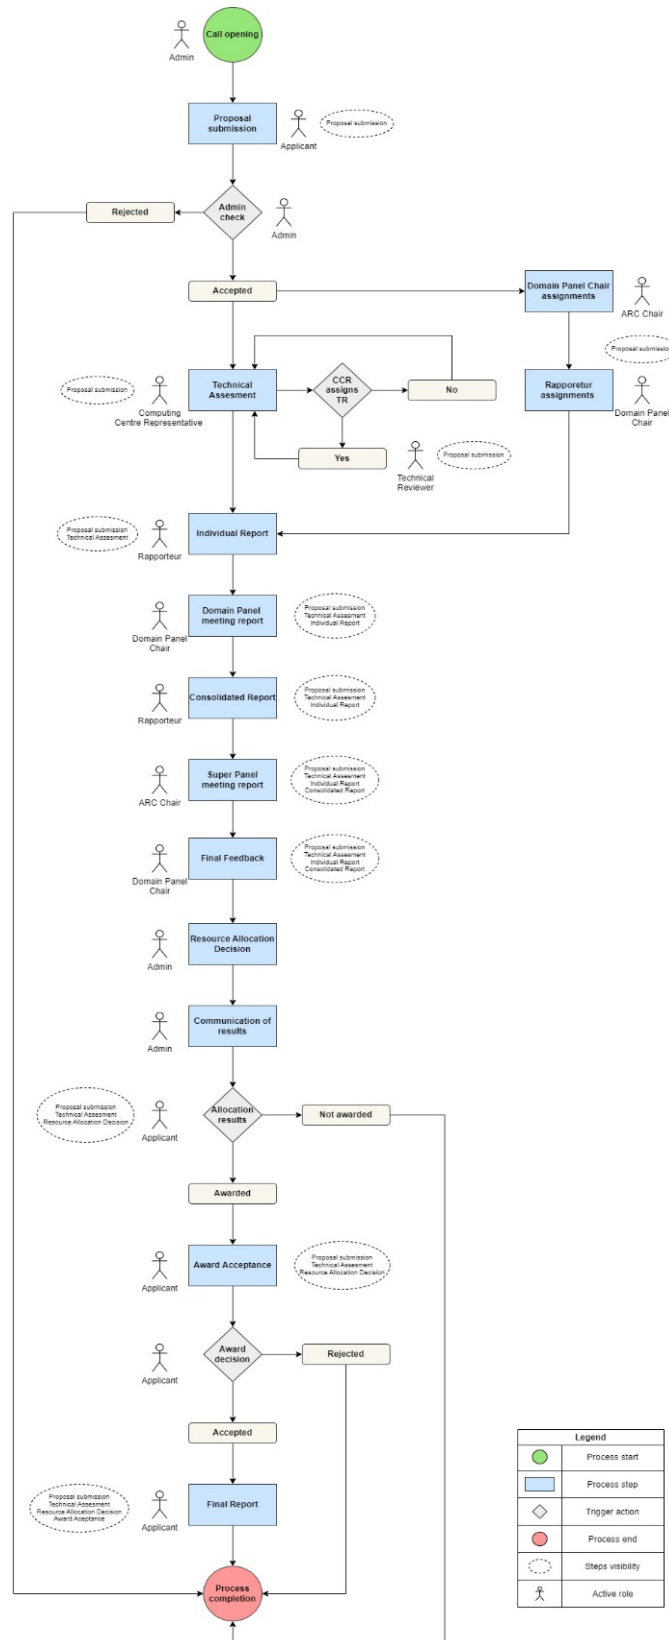 Call opening
Admin
Proposal
submission
Applicant
Proposal submission
Rejected
Admin
check
Admin
Accepted
Domain Panel Chair
assignments
ARC Chair
Proposal submission
Proposal submission
Computing
Centre Representative
Technical
Assesment
CCR
assigns
TR
No
Rapporetur
assignments
Domain Panel
Chair
Yes
Technical
Reviewer
Proposal submission
Proposal submission
Technical Assesment
Rapporteur
Individual Report
Domain Panel
Chair
Domain Panel
meeting report
Proposal submission
Technical Assesment
Individual Report
Rapporteur
Consolidated Report
Proposal submission
Technical Assesment
Individual Report
ARC Chair
Super Panel
meeting report
Proposal submission
Technical Assesment
Individual Report
Consolidated Report
Domain Panel
Chair
Final Feedback
Proposal submission
Technical Assesment
Individual Report
Consolidated Report
Admin
Resource Allocation
Decision
Admin
Communication of
results
Proposal submission
Technical Assesment
Resource Allocation Decision
Applicant
Allocation
results
Not awarded
Awarded
Applicant
Award Acceptance
Proposal submission
Technical Assesment
Resource Allocation Decision
Applicant
Award
decision
Rejected
Accepted
Proposal submission
Technical Assesment
Resource Allocation Decision
Award Aceptance
Applicant
Final Report
Process
completion
Legend
Process start
Process step
Trigger action
Process end
Steps visibility
Active role